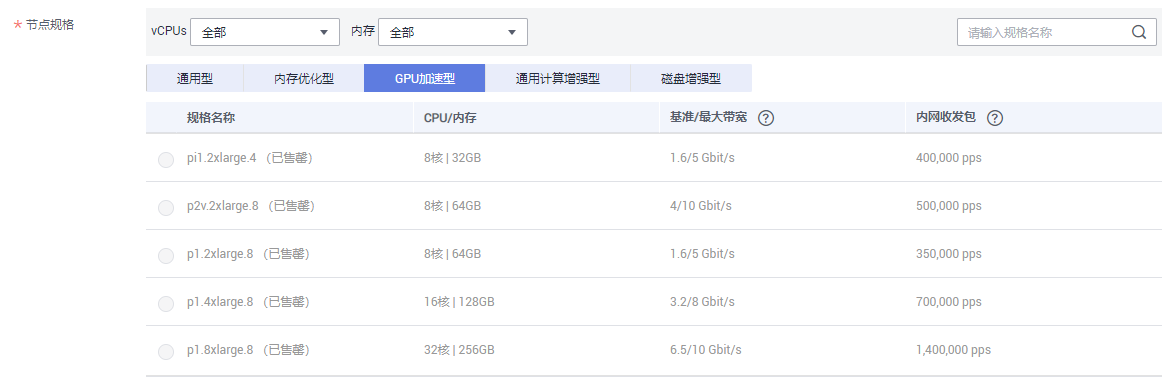 * 节点规格
vCPUs 全部 内存 全部 请输入规格名称
通用型 内存优化型 GPU加速型 通用计算增强型 磁盘增强型
规格名称 CPU/内存 基准/最大带宽 ? 内网收发包 ?
pi1.2xlarge.4 （已售罄） 8核 | 32GB 1.6/5 Gbit/s 400,000 pps
p2v.2xlarge.8 （已售罄） 8核 | 64GB 4/10 Gbit/s 500,000 pps
p1.2xlarge.8 （已售罄） 8核 | 64GB 1.6/5 Gbit/s 350,000 pps
p1.4xlarge.8 （已售罄） 16核 | 128GB 3.2/8 Gbit/s 700,000 pps
p1.8xlarge.8 （已售罄） 32核 | 256GB 6.5/10 Gbit/s 1,400,000 pps